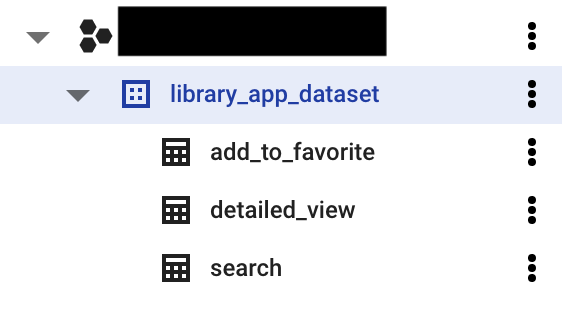 library_app_dataset
add_to_favorite
detailed_view
search